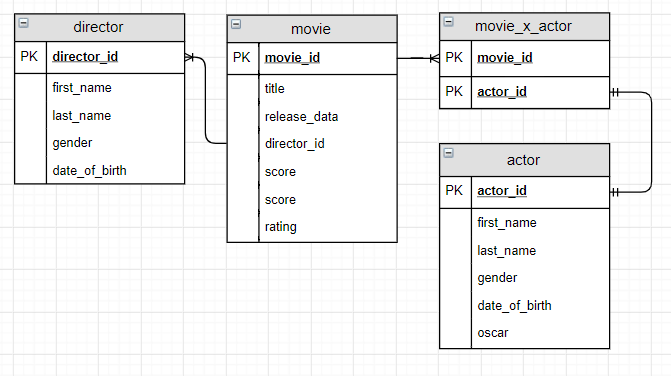 director
PK director_id
first_name
last_name
gender
date_of_birth
movie
PK movie_id
title
release_data
director_id
score
score
rating
movie_x_actor
PK movie_id
PK actor_id
actor
PK actor_id
first_name
last_name
gender
date_of_birth
oscar